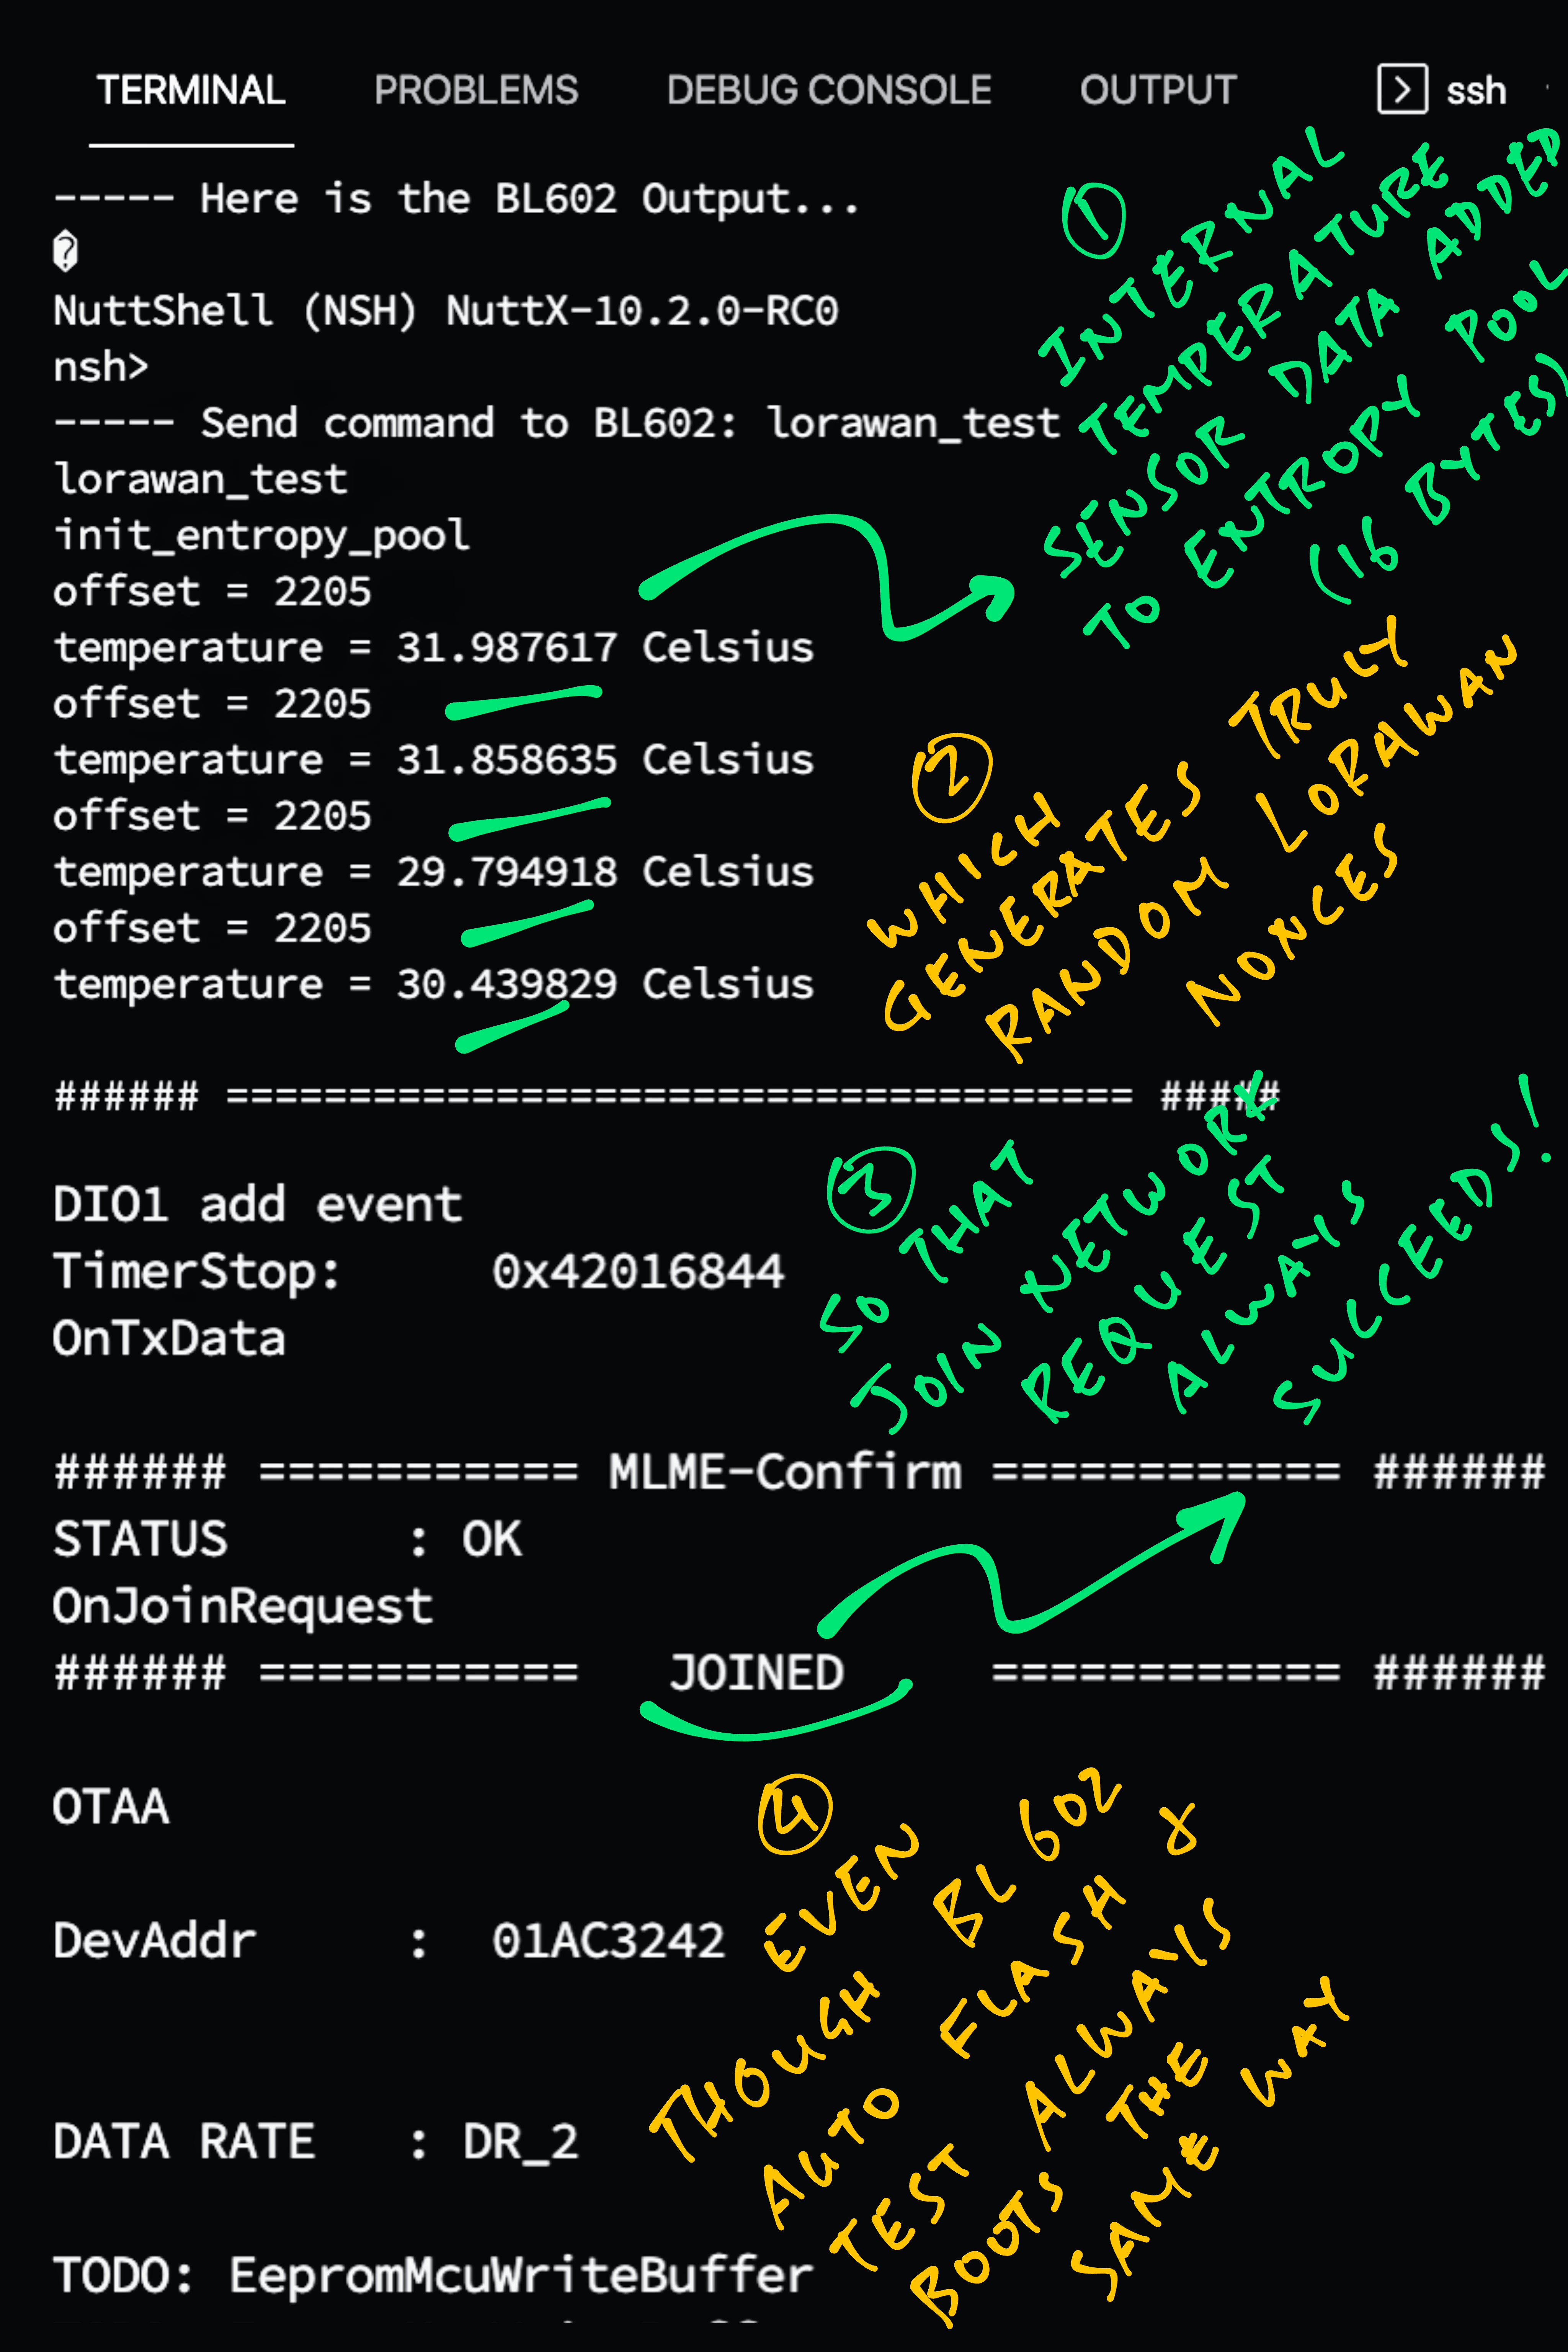 TERMINAL PROBLEMS DEBUG CONSOLE OUTPUT ssh
----- Here is the BL602 Output...
NuttShell (NSH) NuttX-10.2.0-RC0
nsh>
----- Send command to BL602: lorawan_test
lorawan_test
init_entropy_pool
offset = 2205
temperature = 31.987617 Celsius
offset = 2205
temperature = 31.858635 Celsius
offset = 2205
temperature = 29.794918 Celsius
offset = 2205
temperature = 30.439829 Celsius
###### ===================================== #####
DIO1 add event
TimerStop: 0x42016844
OnTxData
###### =========== MLME-Confirm ============ ######
STATUS : OK
OnJoinRequest
###### =========== JOINED ============ ######
OTAA
DevAddr : 01AC3242
DATA RATE : DR_2
TODO: EepromMcuWriteBuffer
1
INTERNAL
TEMPERATURE
SENSOR DATA ADDED
TO ENTROPY POOL
(16 BYTES)
2
WHICH
GENERATES TRULY
RANDOM LORAWAN
NONCES
3
SO THAT
JOIN NETWORK
REQUEST
ALWAYS
SUCCEEDS!
4
EVEN
THOUGH BL602
AUTO FLASH &
TEST ALWAYS
BOOTS THE
SAME WAY